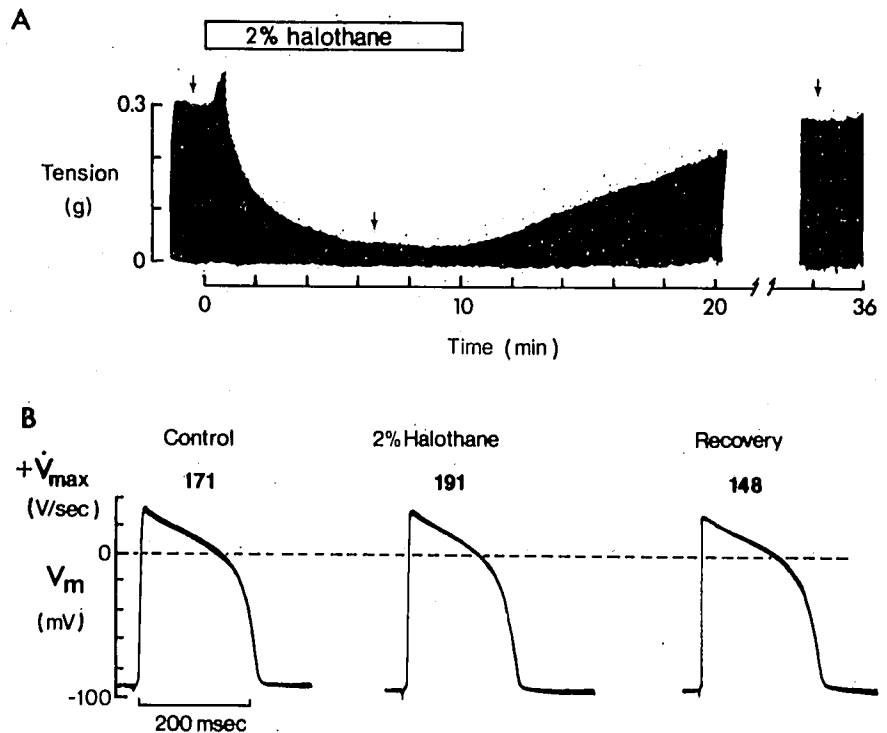 A
2% halothane
0.3
Tension
(g)
0
0 10 20 36
Time (min)
B
Control 2% Halothane Recovery
+V̇max 171 191 148
(V/sec)
0
Vm
(mV)
-100
200 msec